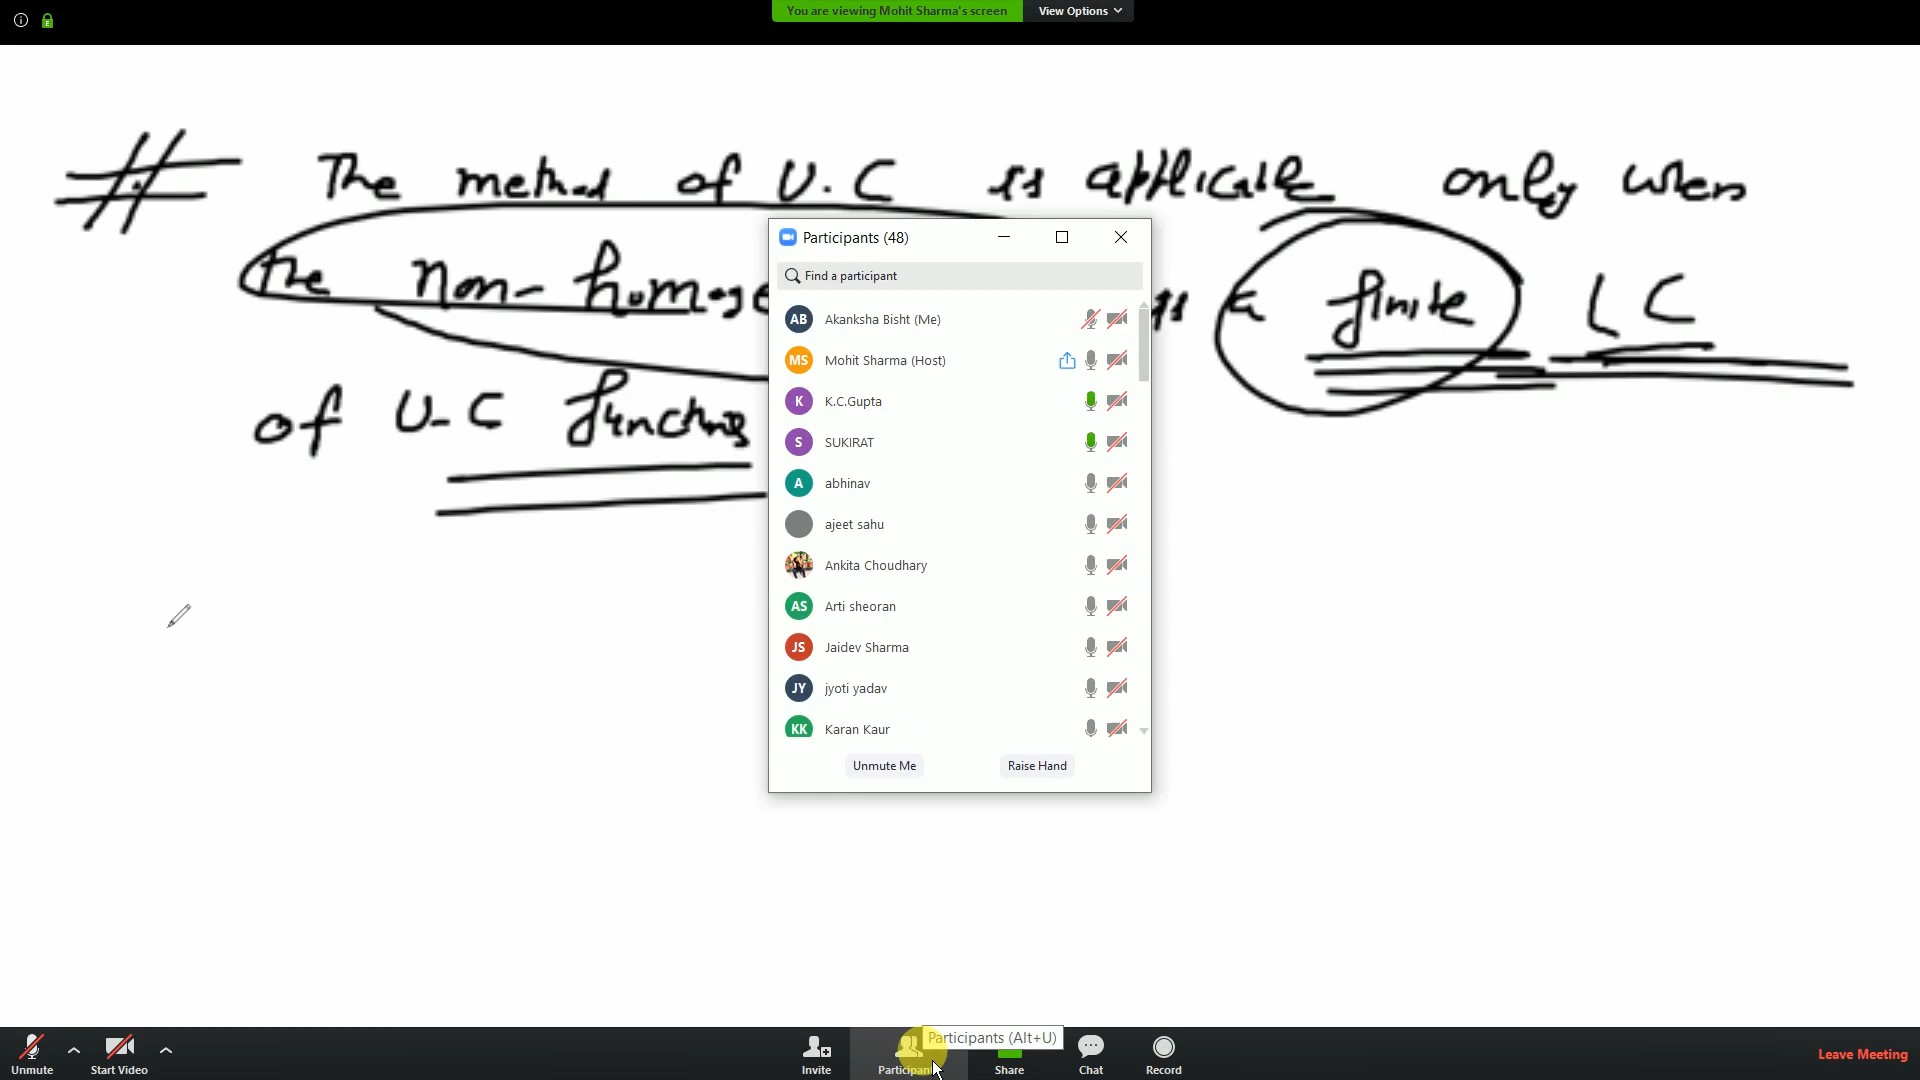 You are viewing Mohit Sharma's screen View Options
The method of U.C is applicable only when
the non-homoge is a finite LC
of U-C functions
Participants (48)
Find a participant
AB Akanksha Bisht (Me)
MS Mohit Sharma (Host)
K K.C.Gupta
S SUKIRAT
A abhinav
ajeet sahu
Ankita Choudhary
AS Arti sheoran
JS Jaidev Sharma
JY jyoti yadav
KK Karan Kaur
Unmute Me Raise Hand
Participants (Alt+U)
Unmute Start Video Invite Participants Share Chat Record Leave Meeting